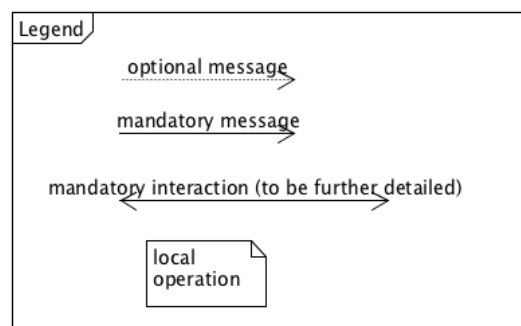 Legend
optional message
mandatory message
mandatory interaction (to be further detailed)
local
operation